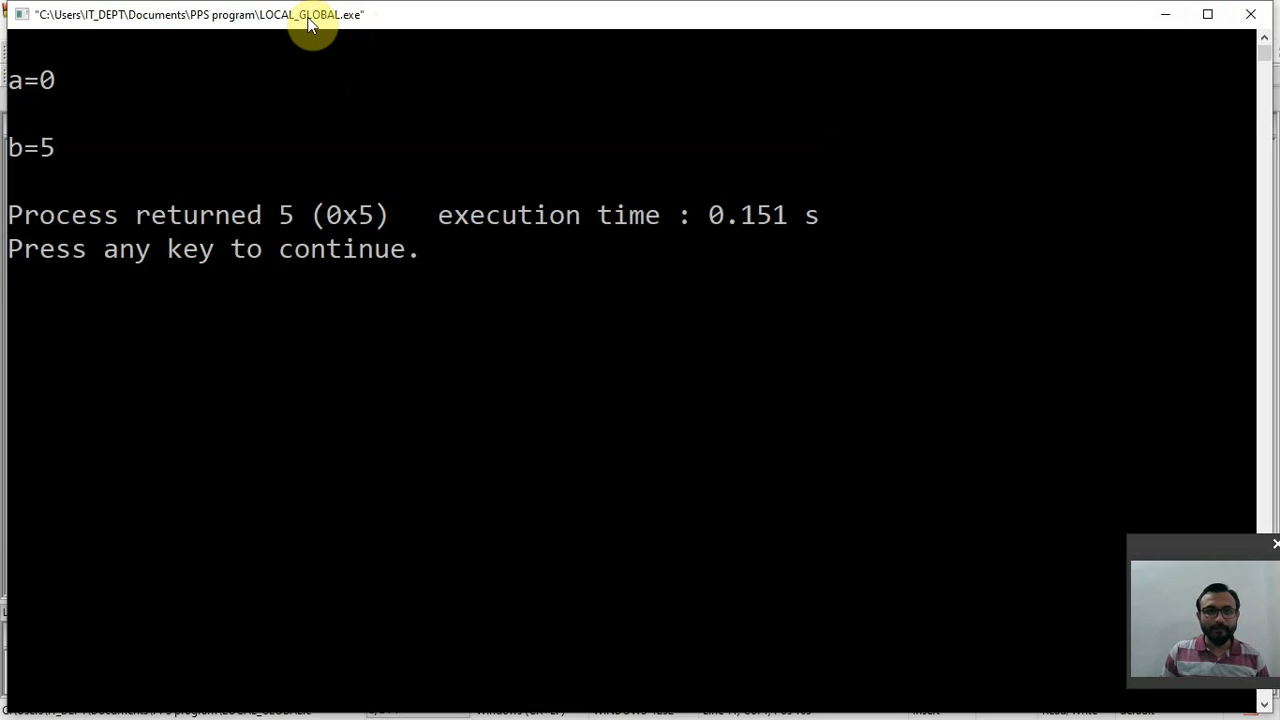 "C:\Users\IT_DEPT\Documents\PPS program\LOCAL_GLOBAL.exe"
a=0
b=5
Process returned 5 (0x5)   execution time : 0.151 s
Press any key to continue.